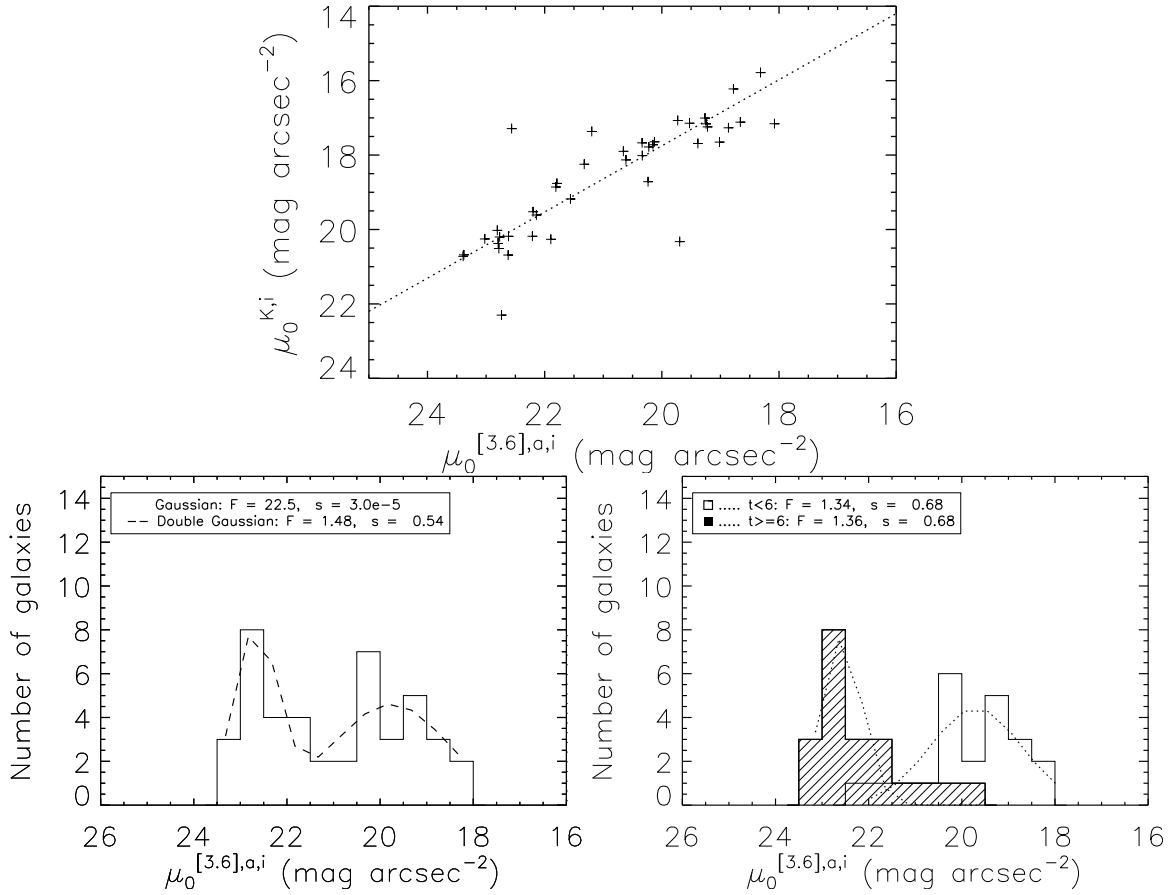 14
16
18
20
22
24
μ₀^K,i (mag arcsec⁻²)
24 22 20 18 16
μ₀^[3.6],a,i (mag arcsec⁻²)
14
12
10
8
6
4
2
0
Number of galaxies
Gaussian: F = 22.5, s = 3.0e-5
Double Gaussian: F = 1.48, s = 0.54
26 24 22 20 18 16
μ₀^[3.6],a,i (mag arcsec⁻²)
14
12
10
8
6
4
2
0
Number of galaxies
..... t<6: F = 1.34, s = 0.68
..... t>=6: F = 1.36, s = 0.68
26 24 22 20 18 16
μ₀^[3.6],a,i (mag arcsec⁻²)